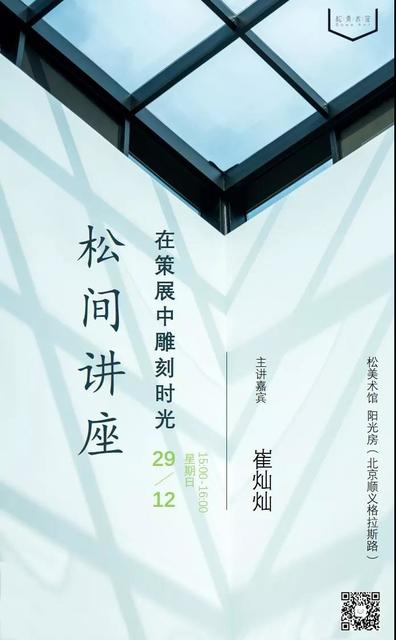 松美术馆
松间讲座
在策展中雕刻时光
29
12
星期日
15:00-16:00
主讲嘉宾
崔灿灿
松美术馆 阳光房（北京顺义格拉斯路）